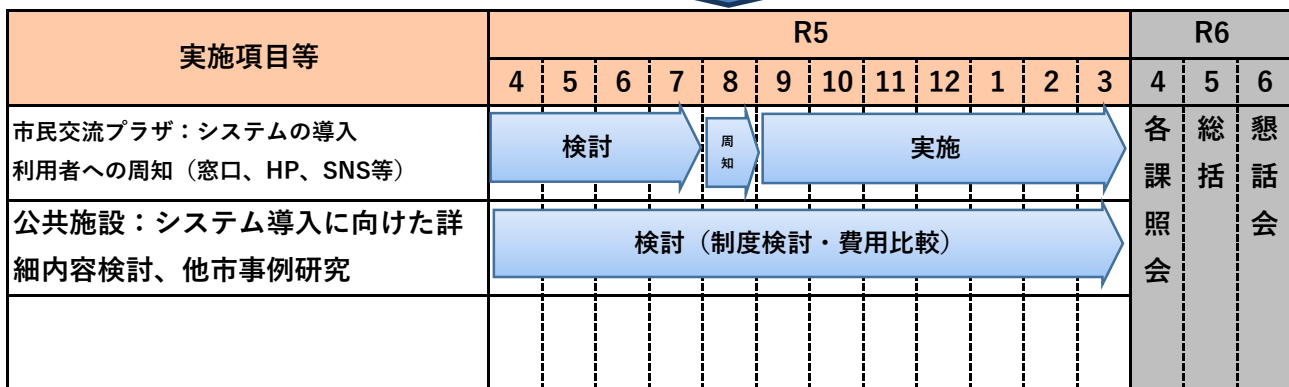 実施項目等
R5
R6
4 5 6 7 8 9 10 11 12 1 2 3 4 5 6
市民交流プラザ：システムの導入
利用者への周知（窓口、HP、SNS等）
検討
周知
実施
公共施設：システム導入に向けた詳
細内容検討、他市事例研究
検討（制度検討・費用比較）
各課照会
総括
懇話会